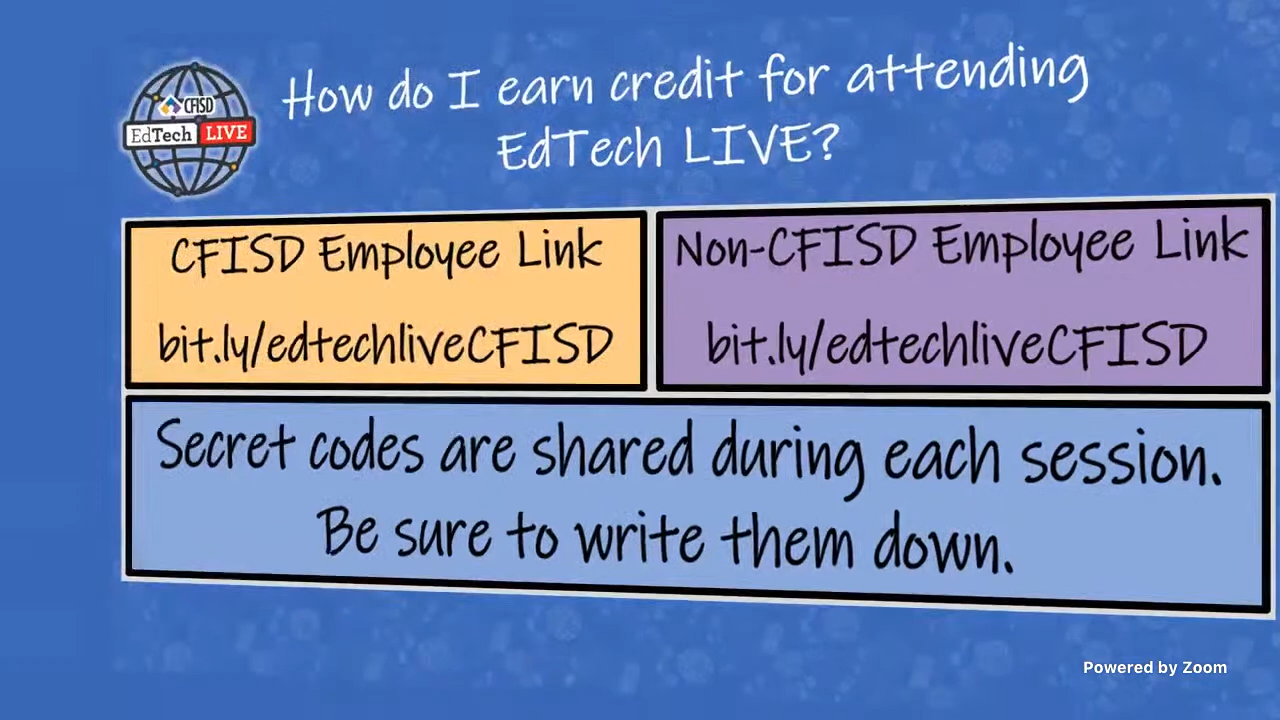 CFISD
EdTech LIVE
How do I earn credit for attending
EdTech LIVE?
CFISD Employee Link
bit.ly/edtechliveCFISD
Non-CFISD Employee Link
bit.ly/edtechliveCFISD
Secret codes are shared during each session.
Be sure to write them down.
Powered by Zoom